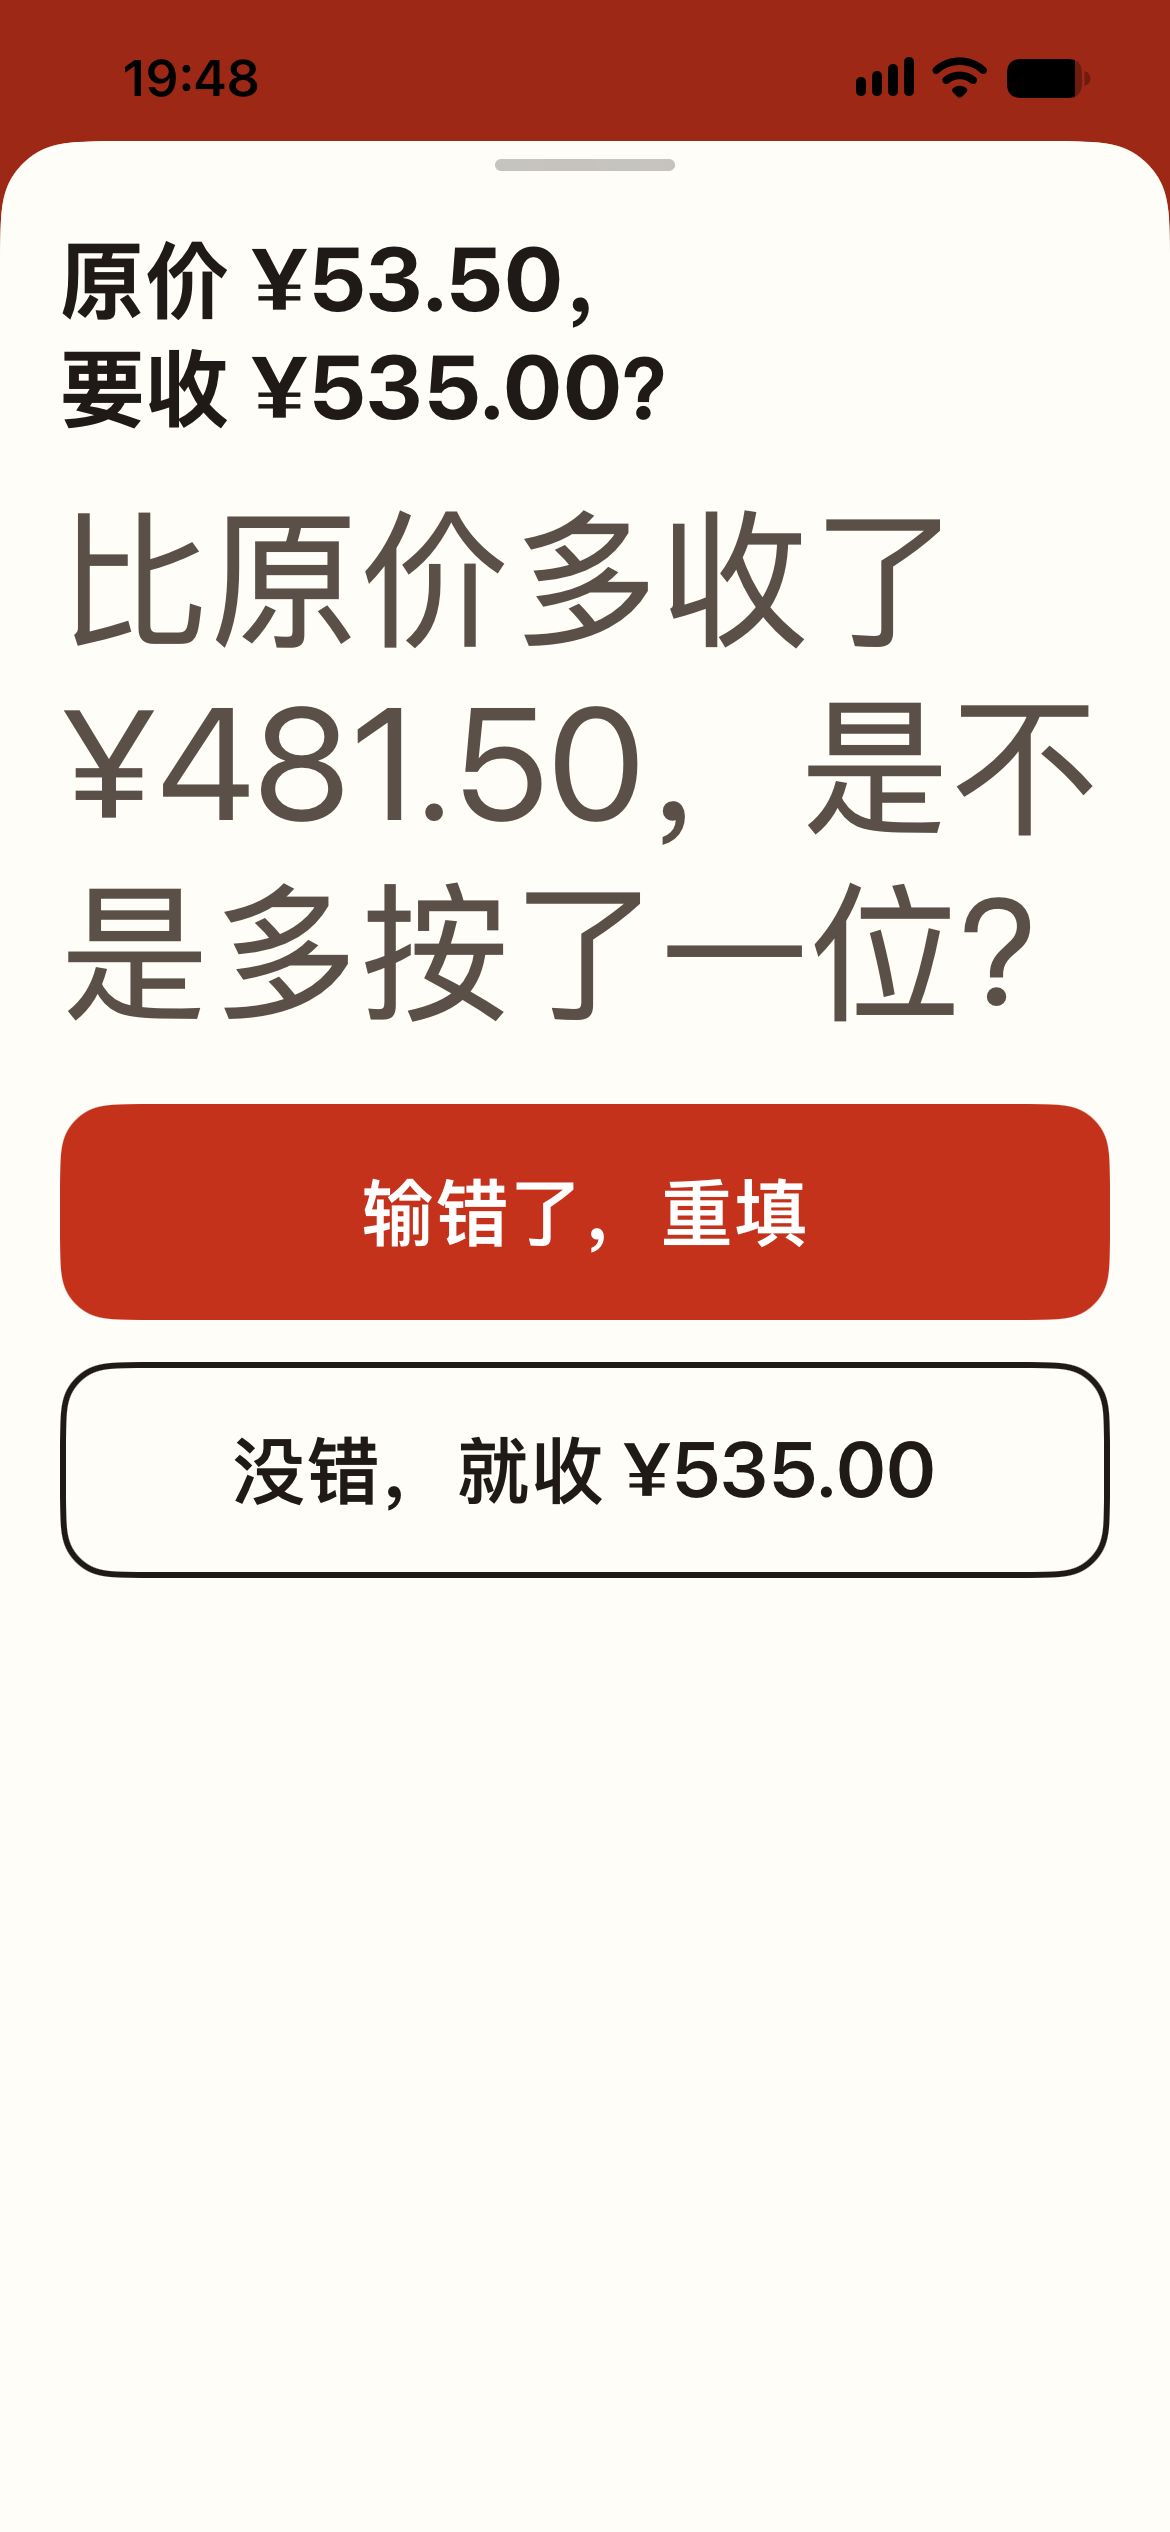 19:48
原价 ¥53.50，
要收 ¥535.00？
比原价多收了
¥481.50，是不
是多按了一位？
输错了，重填
没错，就收 ¥535.00